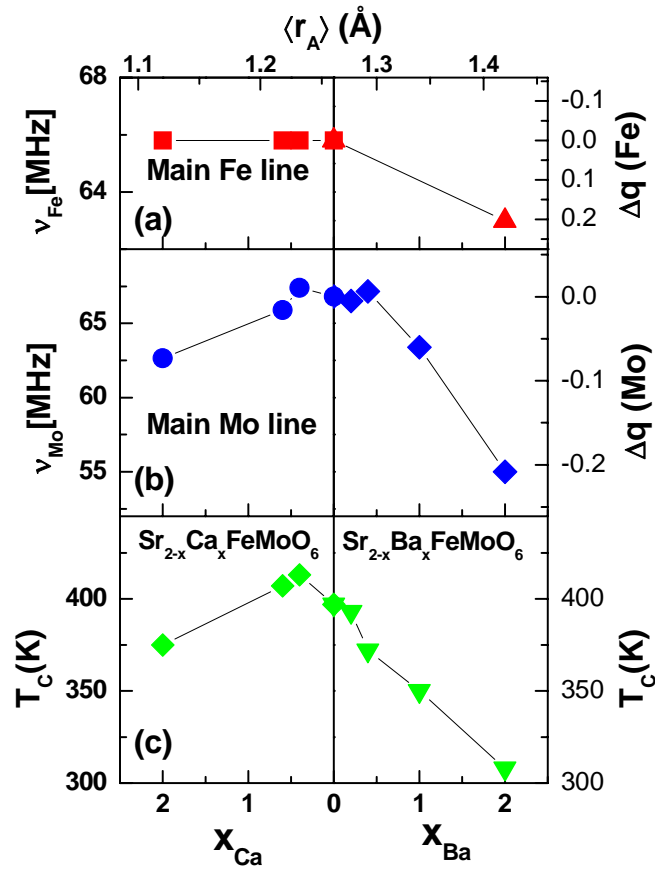 ⟨r_A⟩ (Å)
1.1 1.2 1.3 1.4
68
64
ν_Fe[MHz]
-0.1
0.0
0.1
0.2
Δq (Fe)
Main Fe line
(a)
65
60
55
ν_Mo[MHz]
0.0
-0.1
-0.2
Δq (Mo)
Main Mo line
(b)
Sr_2-xCa_xFeMoO_6 Sr_2-xBa_xFeMoO_6
400
350
300
T_C(K)
400
350
300
T_C(K)
(c)
2 1 0 1 2
x_Ca x_Ba